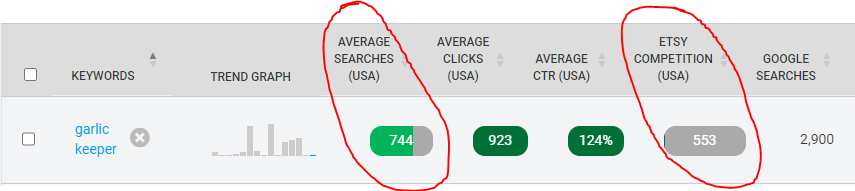 KEYWORDS
TREND GRAPH
AVERAGE
SEARCHES
(USA)
AVERAGE
CLICKS
(USA)
AVERAGE
CTR (USA)
ETSY
COMPETITION
(USA)
GOOGLE
SEARCHES
garlic
keeper
744
923
124%
553
2,900